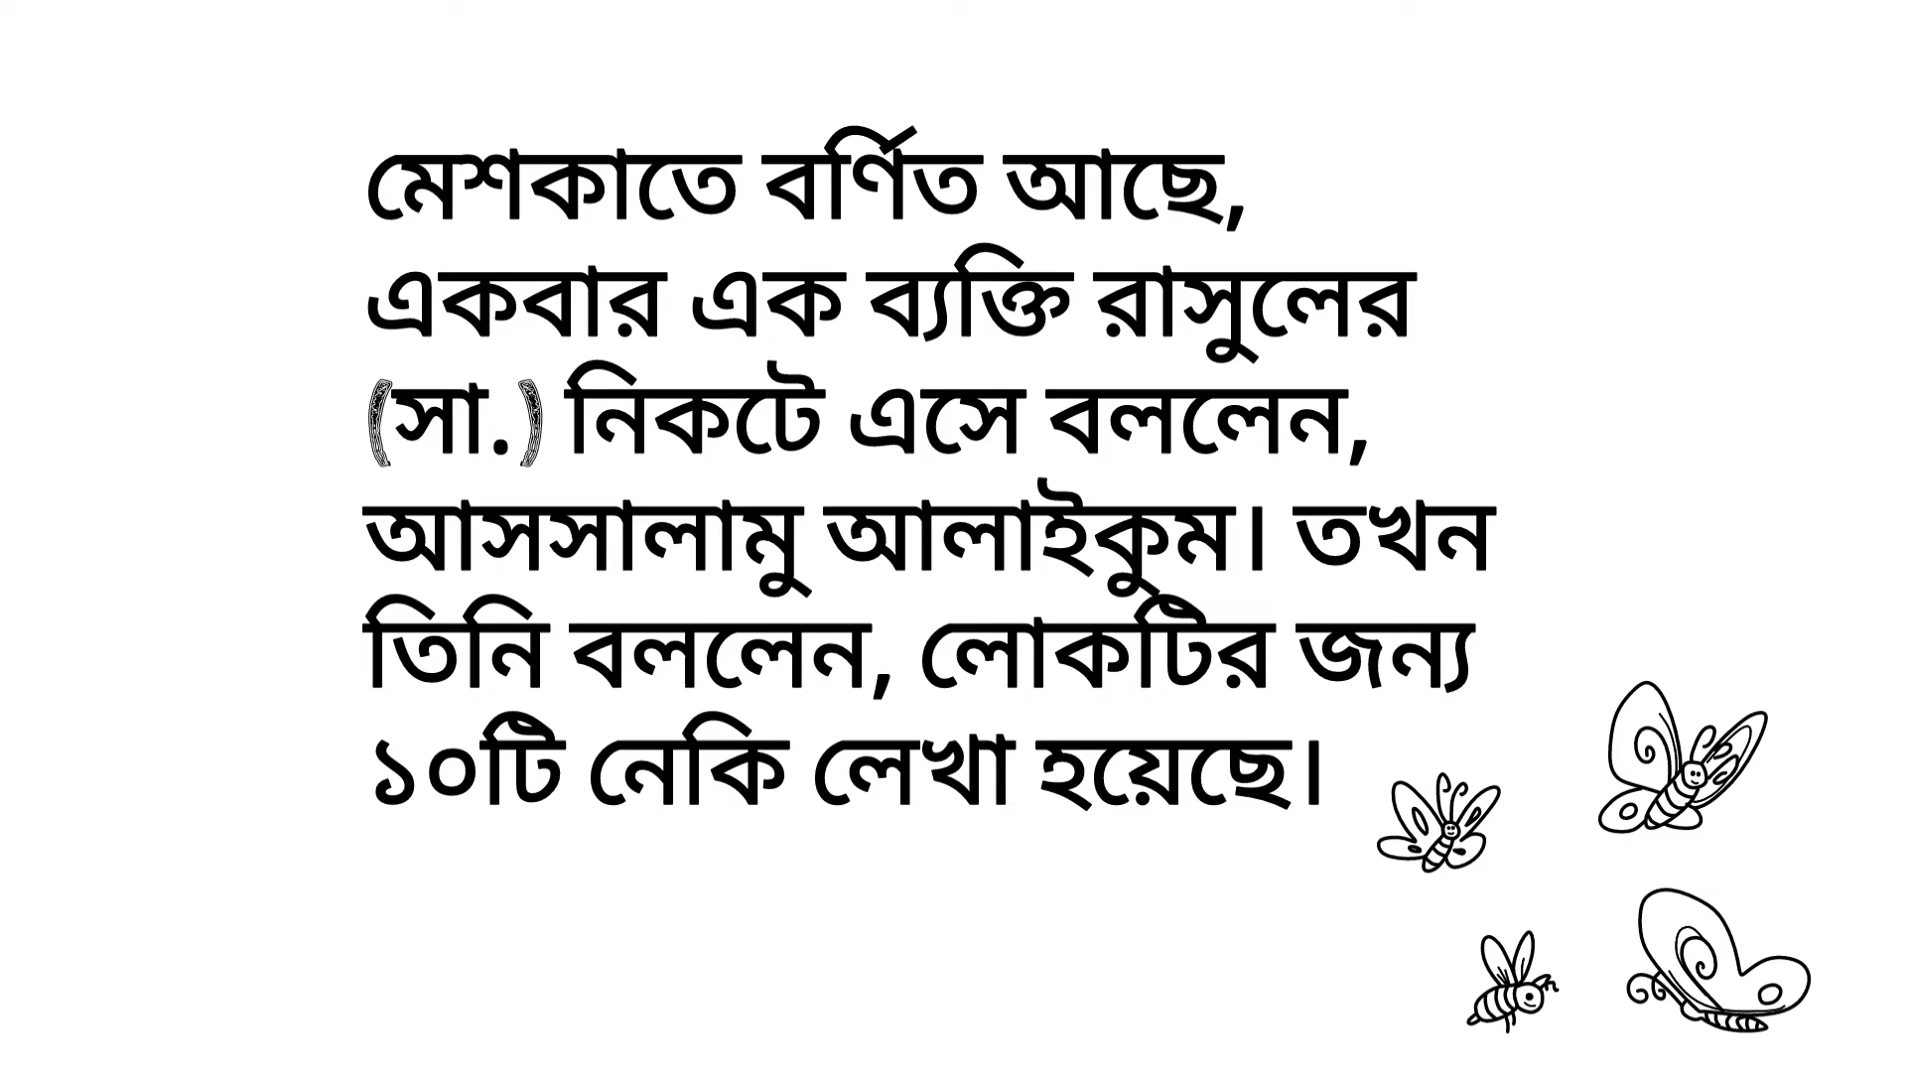 মেশকাতে বর্ণিত আছে,
একবার এক ব্যক্তি রাসুলের
(সা.) নিকটে এসে বললেন,
আসসালামু আলাইকুম। তখন
তিনি বললেন, লোকটির জন্য
১০টি নেকি লেখা হয়েছে।